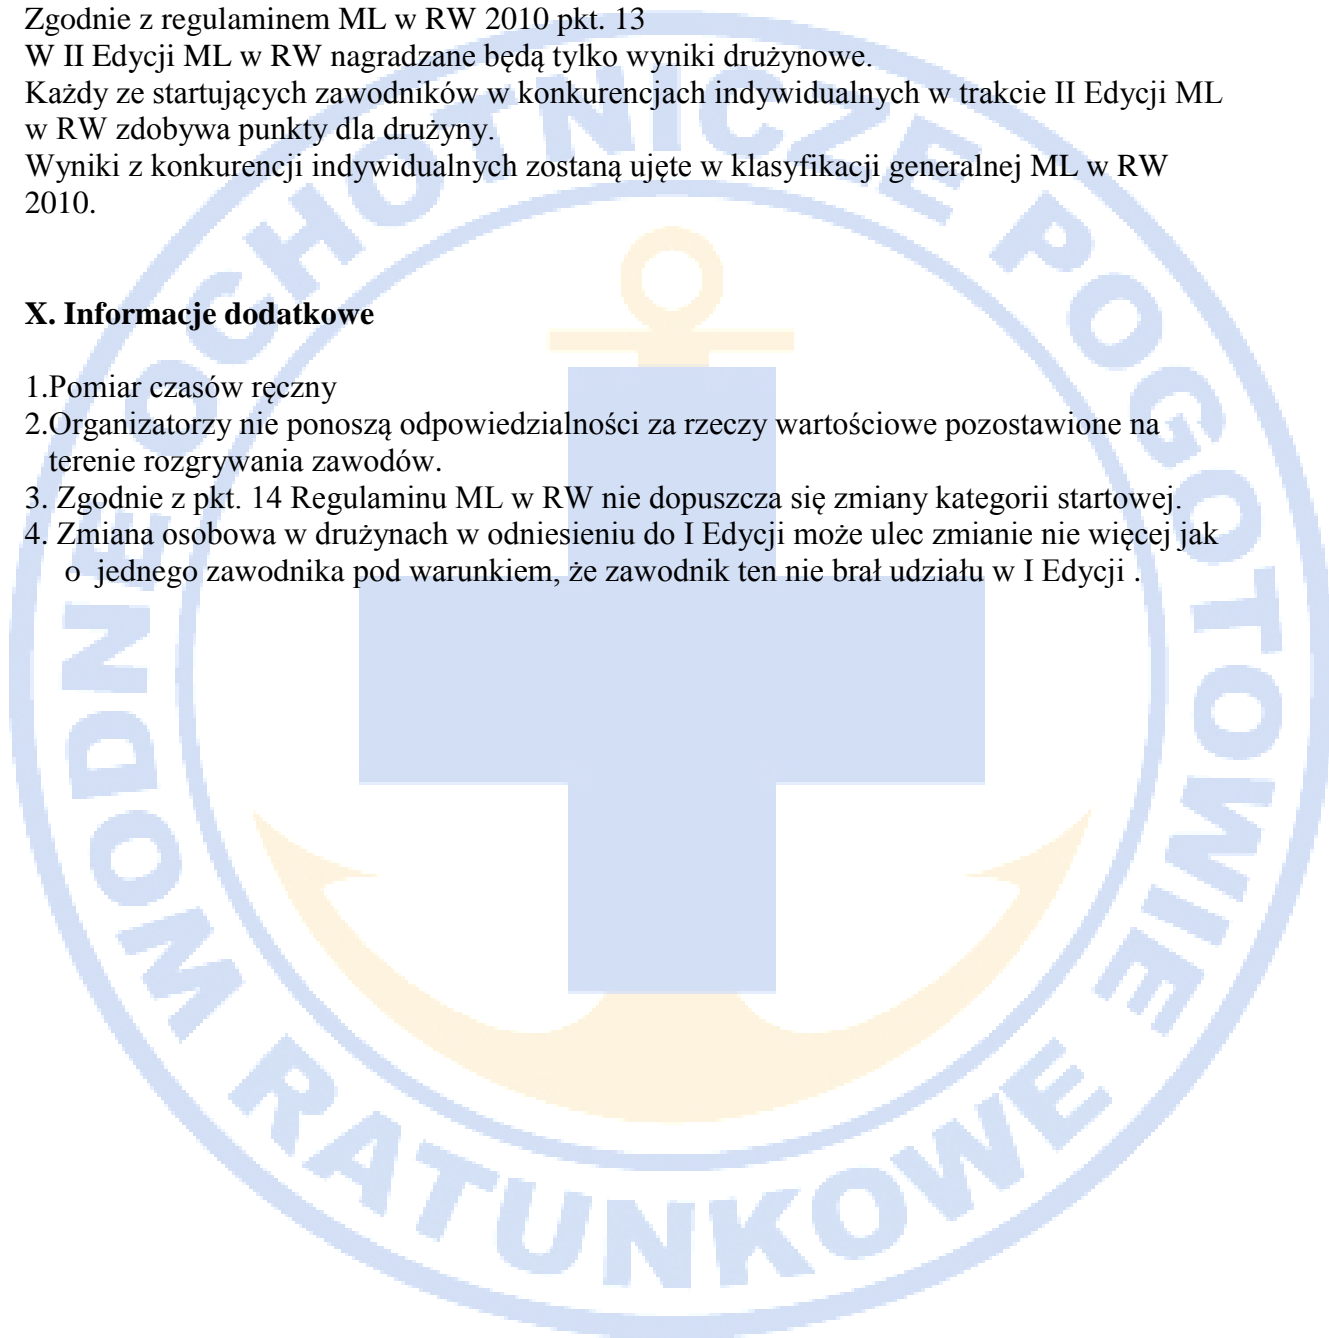 Zgodnie z regulaminem ML w RW 2010 pkt. 13
W II Edycji ML w RW nagradzane będą tylko wyniki drużynowe.
Każdy ze startujących zawodników w konkurencjach indywidualnych w trakcie II Edycji ML
w RW zdobywa punkty dla drużyny.
Wyniki z konkurencji indywidualnych zostaną ujęte w klasyfikacji generalnej ML w RW
2010.
X. Informacje dodatkowe
1.Pomiar czasów ręczny
2.Organizatorzy nie ponoszą odpowiedzialności za rzeczy wartościowe pozostawione na
terenie rozgrywania zawodów.
3. Zgodnie z pkt. 14 Regulaminu ML w RW nie dopuszcza się zmiany kategorii startowej.
4. Zmiana osobowa w drużynach w odniesieniu do I Edycji może ulec zmianie nie więcej jak
o jednego zawodnika pod warunkiem, że zawodnik ten nie brał udziału w I Edycji .
WODNE OCHOTNICZE POGOTOWIE
RATUNKOWE